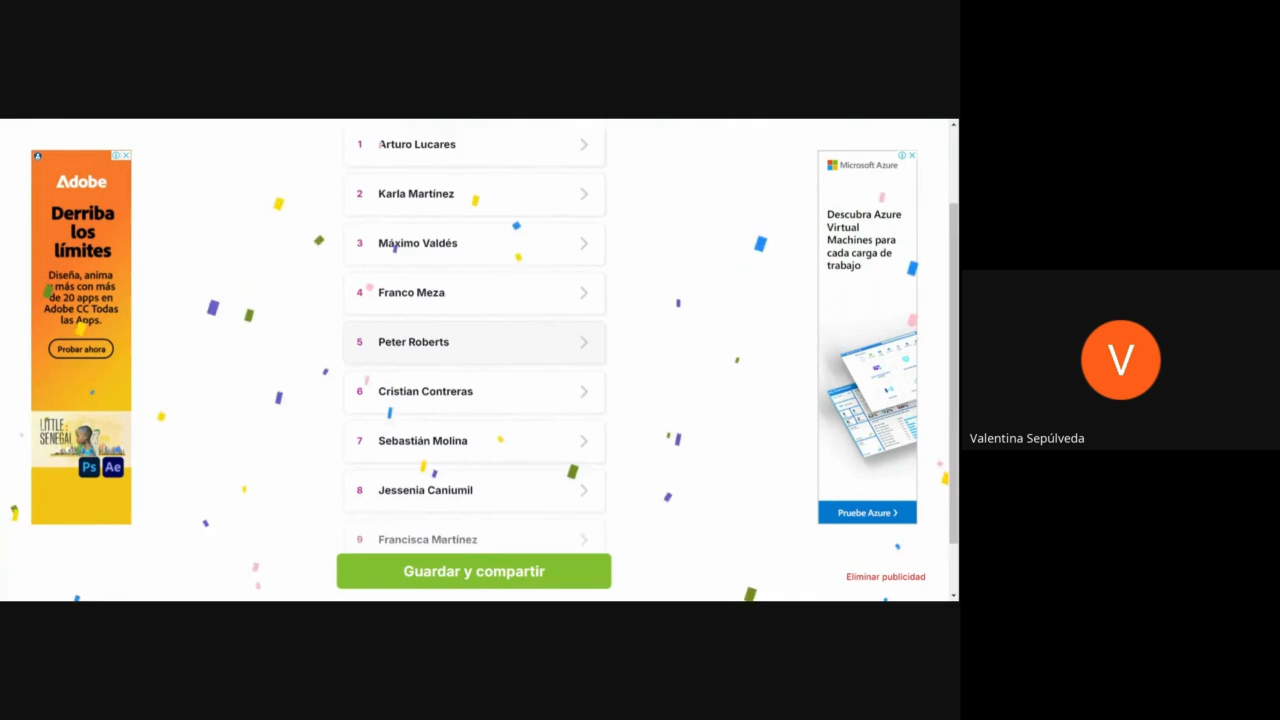 Adobe
Derriba
los
límites
Diseña, anima
y más con más
de 20 apps en
Adobe CC Todas
las Apps.
Probar ahora
LITTLE
SENEGAL
Ps Ae
1 Arturo Lucares
2 Karla Martínez
3 Máximo Valdés
4 Franco Meza
5 Peter Roberts
6 Cristian Contreras
7 Sebastián Molina
8 Jessenia Caniumil
9 Francisca Martínez
Guardar y compartir
Microsoft Azure
Descubra Azure
Virtual
Machines para
cada carga de
trabajo
Pruebe Azure
Eliminar publicidad
V
Valentina Sepúlveda